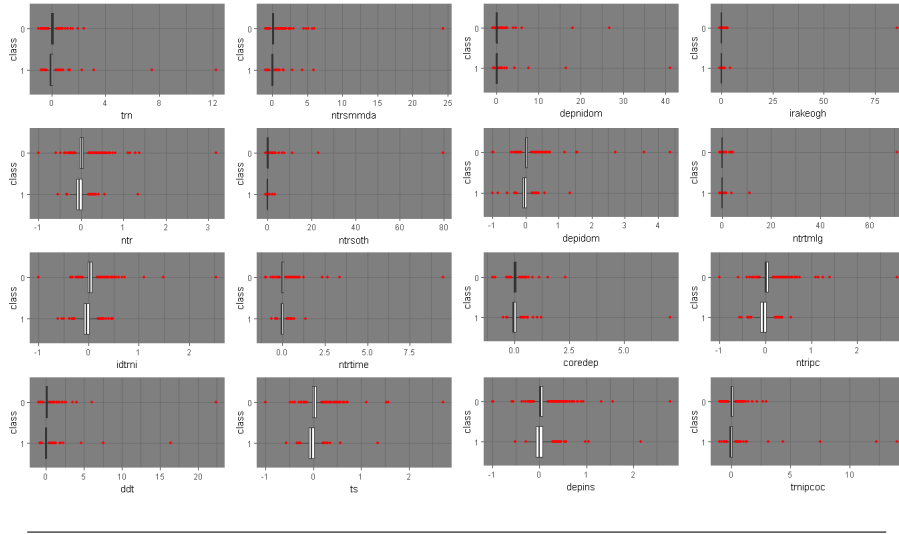 class 0 1 0 4 8 12 trn
class 0 1 0 5 10 15 20 25 ntrsmmda
class 0 1 0 10 20 30 40 depnidom
class 0 1 0 25 50 75 irakeogh
class 0 1 -1 0 1 2 3 ntr
class 0 1 0 20 40 60 80 ntrsoth
class 0 1 -1 0 1 2 3 4 depidom
class 0 1 0 20 40 60 ntrtmlg
class 0 1 -1 0 1 2 idtrni
class 0 1 0.0 2.5 5.0 7.5 ntrtime
class 0 1 0.0 2.5 5.0 coredep
class 0 1 -1 0 1 2 ntripc
class 0 1 0 5 10 15 20 ddt
class 0 1 -1 0 1 2 ts
class 0 1 -1 0 1 2 depins
class 0 1 0 5 10 trnipcoc